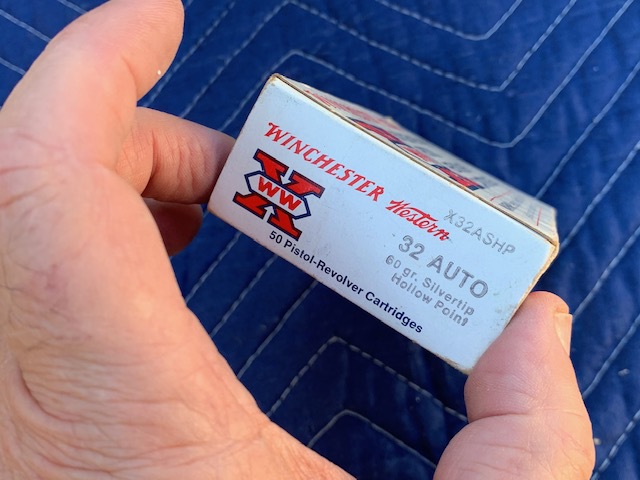 WINCHESTER Western
X32ASHP
WW
32 AUTO
60 gr. Silvertip
Hollow Point
50 Pistol-Revolver Cartridges